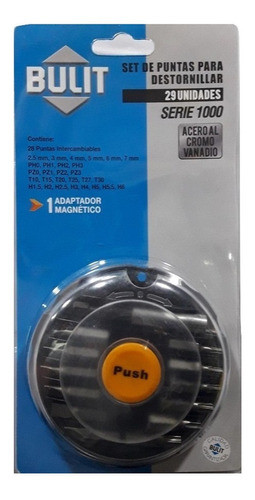 BULIT
SET DE PUNTAS PARA
DESTORNILLAR
29 UNIDADES
SERIE 1000
ACERO AL
CROMO
VANADIO
Contiene:
28 Puntas Intercambiables
2,5 mm, 3 mm, 4 mm, 5 mm, 6 mm, 7 mm
PH0, PH1, PH2, PH3
PZ0, PZ1, PZ2, PZ3
T10, T15, T20, T25, T27, T30
H1,5, H2, H2,5, H3, H4, H5, H5,5, H6
1 ADAPTADOR
MAGNÉTICO
Push
BULIT